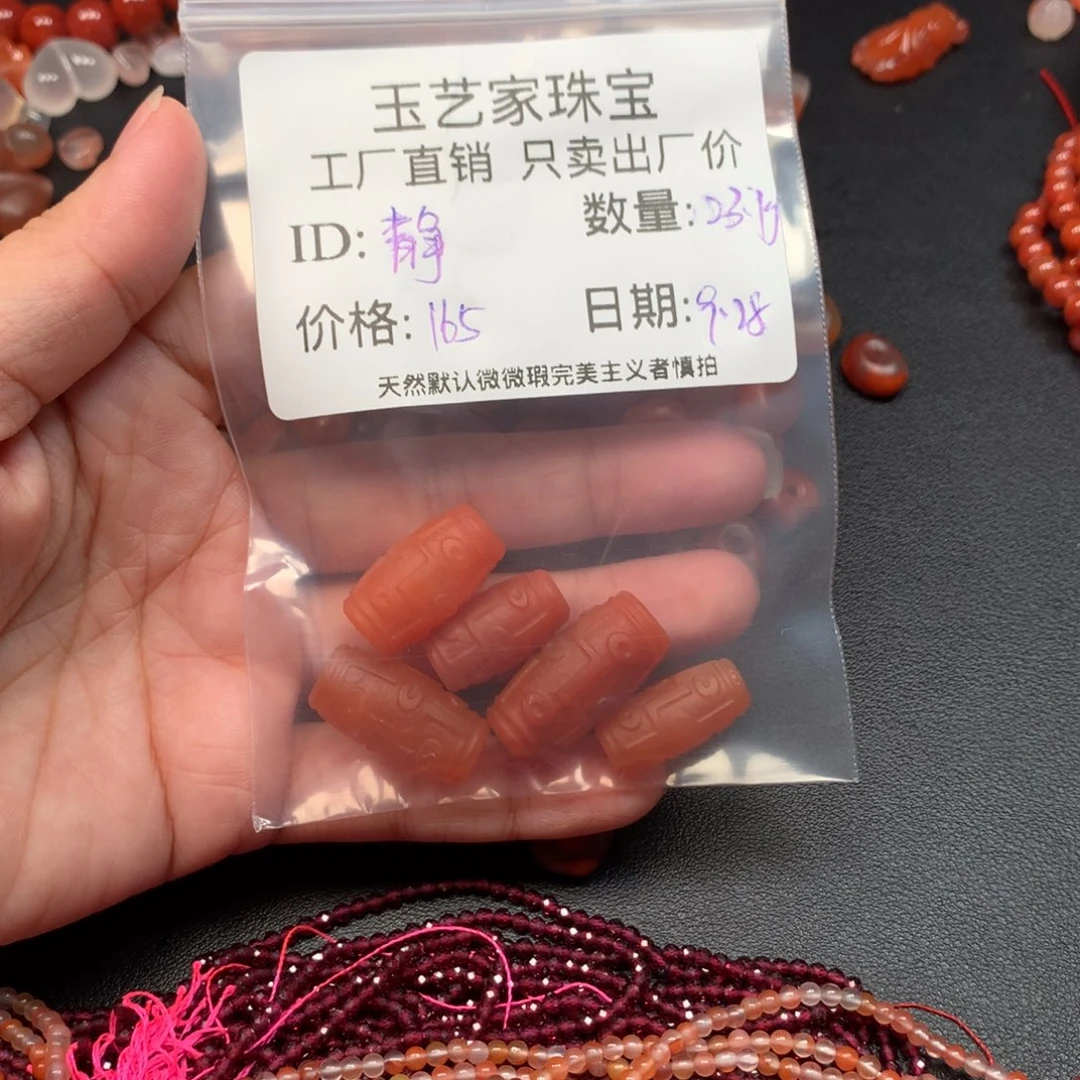 玉艺家珠宝
工厂直销 只卖出厂价
ID: 静 数量: 23.1g
价格: 165 日期: 9.28
天然默认微微瑕完美主义者慎拍